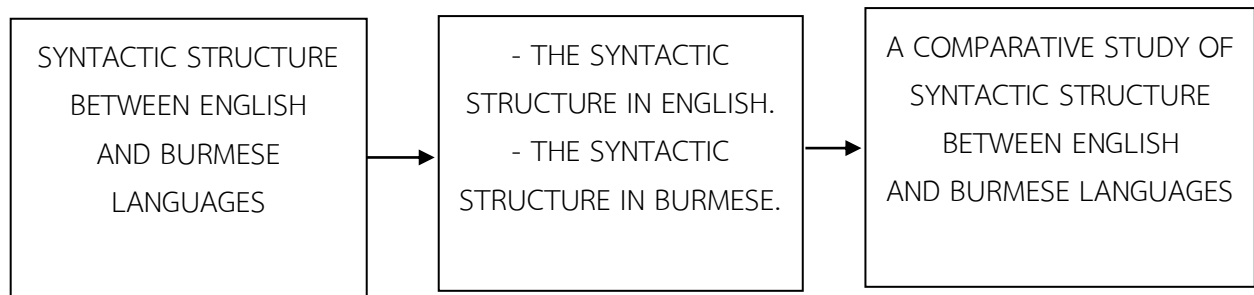 SYNTACTIC STRUCTURE
BETWEEN ENGLISH
AND BURMESE
LANGUAGES
- THE SYNTACTIC
STRUCTURE IN ENGLISH.
- THE SYNTACTIC
STRUCTURE IN BURMESE.
A COMPARATIVE STUDY OF
SYNTACTIC STRUCTURE
BETWEEN ENGLISH
AND BURMESE LANGUAGES